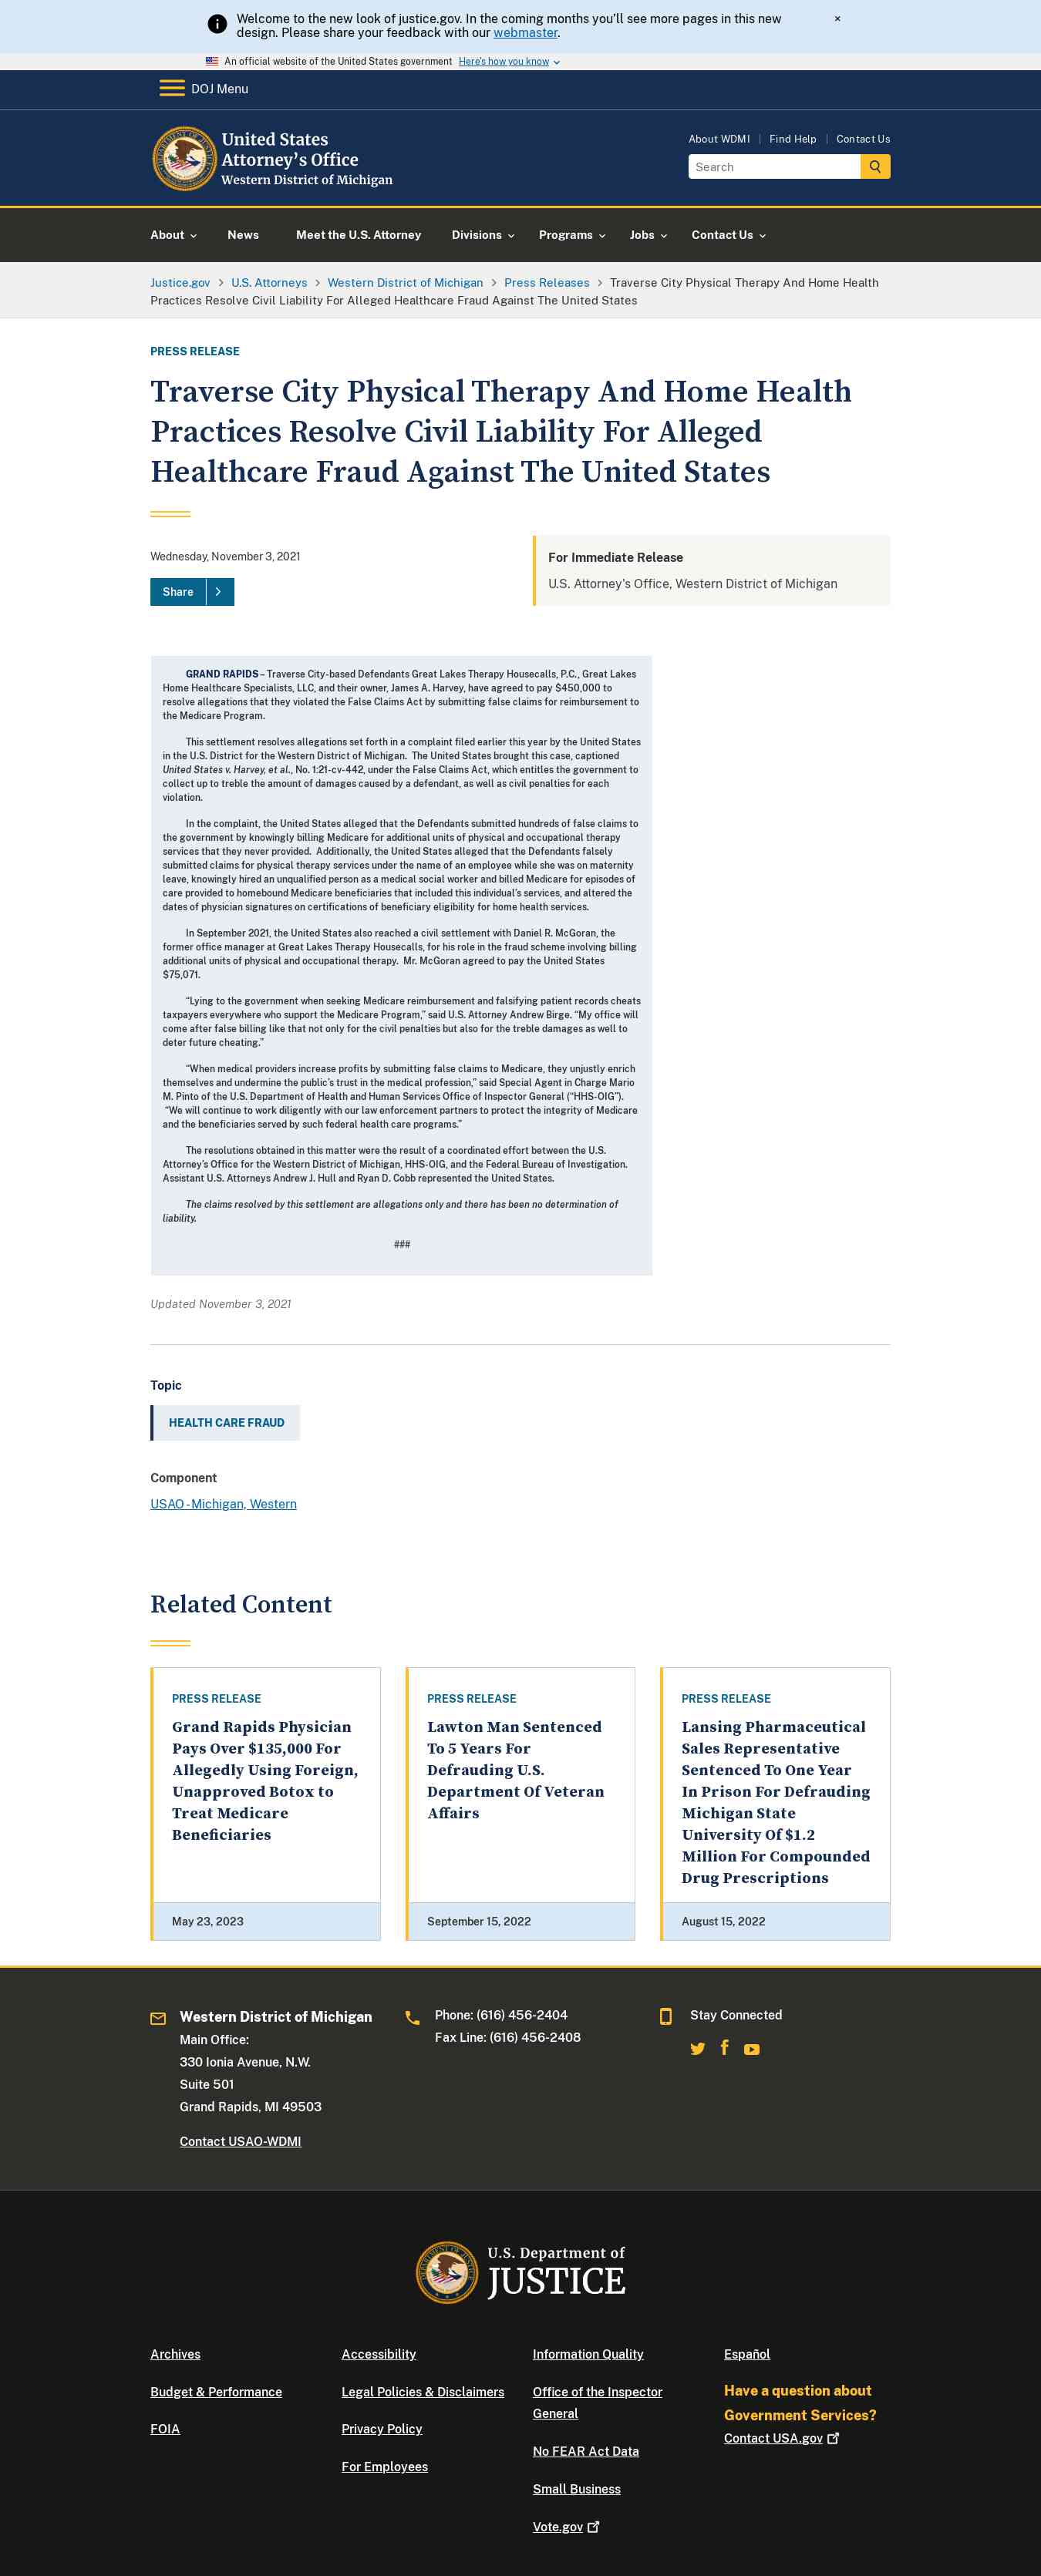 Welcome to the new look of justice.gov. In the coming months you'll see more pages in this new
design. Please share your feedback with our webmaster.
×
An official website of the United States government Here's how you know
DOJ Menu
United States
Attorney's Office
Western District of Michigan
About WDMI | Find Help | Contact Us
Search
About News Meet the U.S. Attorney Divisions Programs Jobs Contact Us
Justice.gov > U.S. Attorneys > Western District of Michigan > Press Releases > Traverse City Physical Therapy And Home Health
Practices Resolve Civil Liability For Alleged Healthcare Fraud Against The United States
PRESS RELEASE
Traverse City Physical Therapy And Home Health
Practices Resolve Civil Liability For Alleged
Healthcare Fraud Against The United States
Wednesday, November 3, 2021
Share >
For Immediate Release
U.S. Attorney's Office, Western District of Michigan
GRAND RAPIDS – Traverse City-based Defendants Great Lakes Therapy Housecalls, P.C., Great Lakes
Home Healthcare Specialists, LLC, and their owner, James A. Harvey, have agreed to pay $450,000 to
resolve allegations that they violated the False Claims Act by submitting false claims for reimbursement to
the Medicare Program.
This settlement resolves allegations set forth in a complaint filed earlier this year by the United States
in the U.S. District for the Western District of Michigan. The United States brought this case, captioned
United States v. Harvey, et al., No. 1:21-cv-442, under the False Claims Act, which entitles the government to
collect up to treble the amount of damages caused by a defendant, as well as civil penalties for each
violation.
In the complaint, the United States alleged that the Defendants submitted hundreds of false claims to
the government by knowingly billing Medicare for additional units of physical and occupational therapy
services that they never provided. Additionally, the United States alleged that the Defendants falsely
submitted claims for physical therapy services under the name of an employee while she was on maternity
leave, knowingly hired an unqualified person as a medical social worker and billed Medicare for episodes of
care provided to homebound Medicare beneficiaries that included this individual's services, and altered the
dates of physician signatures on certifications of beneficiary eligibility for home health services.
In September 2021, the United States also reached a civil settlement with Daniel R. McGoran, the
former office manager at Great Lakes Therapy Housecalls, for his role in the fraud scheme involving billing
additional units of physical and occupational therapy. Mr. McGoran agreed to pay the United States
$75,071.
"Lying to the government when seeking Medicare reimbursement and falsifying patient records cheats
taxpayers everywhere who support the Medicare Program," said U.S. Attorney Andrew Birge. "My office will
come after false billing like that not only for the civil penalties but also for the treble damages as well to
deter future cheating."
"When medical providers increase profits by submitting false claims to Medicare, they unjustly enrich
themselves and undermine the public's trust in the medical profession," said Special Agent in Charge Mario
M. Pinto of the U.S. Department of Health and Human Services Office of Inspector General ("HHS-OIG").
"We will continue to work diligently with our law enforcement partners to protect the integrity of Medicare
and the beneficiaries served by such federal health care programs."
The resolutions obtained in this matter were the result of a coordinated effort between the U.S.
Attorney's Office for the Western District of Michigan, HHS-OIG, and the Federal Bureau of Investigation.
Assistant U.S. Attorneys Andrew J. Hull and Ryan D. Cobb represented the United States.
The claims resolved by this settlement are allegations only and there has been no determination of
liability.
###
Updated November 3, 2021
Topic
HEALTH CARE FRAUD
Component
USAO - Michigan, Western
Related Content
PRESS RELEASE
Grand Rapids Physician
Pays Over $135,000 For
Allegedly Using Foreign,
Unapproved Botox to
Treat Medicare
Beneficiaries
May 23, 2023
PRESS RELEASE
Lawton Man Sentenced
To 5 Years For
Defrauding U.S.
Department Of Veteran
Affairs
September 15, 2022
PRESS RELEASE
Lansing Pharmaceutical
Sales Representative
Sentenced To One Year
In Prison For Defrauding
Michigan State
University Of $1.2
Million For Compounded
Drug Prescriptions
August 15, 2022
Western District of Michigan
Main Office:
330 Ionia Avenue, N.W.
Suite 501
Grand Rapids, MI 49503
Contact USAO-WDMI
Phone: (616) 456-2404
Fax Line: (616) 456-2408
Stay Connected
U.S. Department of
JUSTICE
Archives
Budget & Performance
FOIA
Accessibility
Legal Policies & Disclaimers
Privacy Policy
For Employees
Information Quality
Office of the Inspector
General
No FEAR Act Data
Small Business
Vote.gov
Español
Have a question about
Government Services?
Contact USA.gov